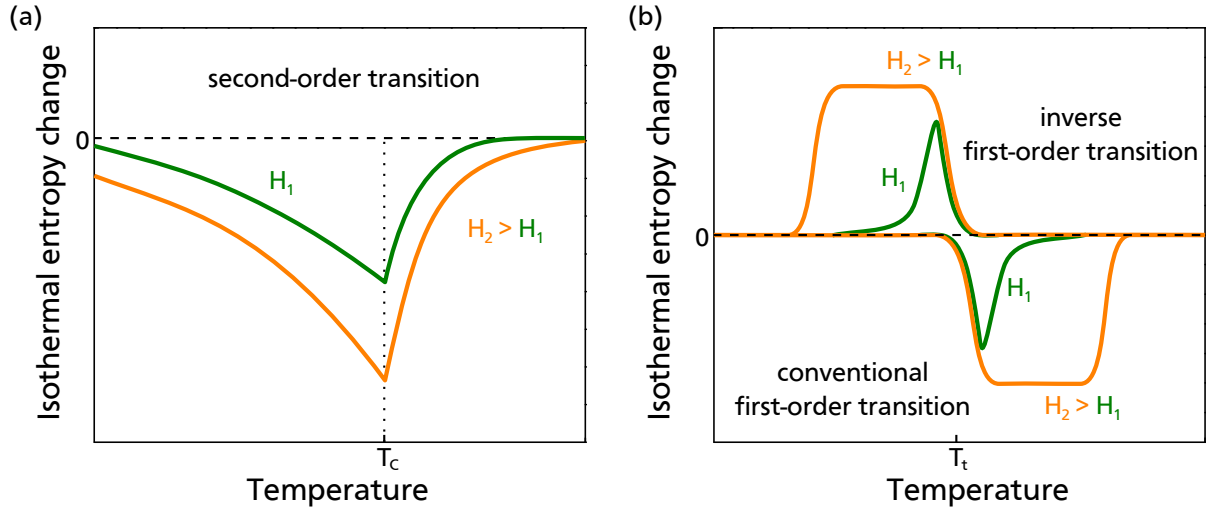 (a)
Isothermal entropy change
second-order transition
0
H₁
H₂ > H₁
T_C
Temperature
(b)
Isothermal entropy change
H₂ > H₁
inverse
first-order transition
H₁
0
H₁
conventional
first-order transition
H₂ > H₁
Tₜ
Temperature